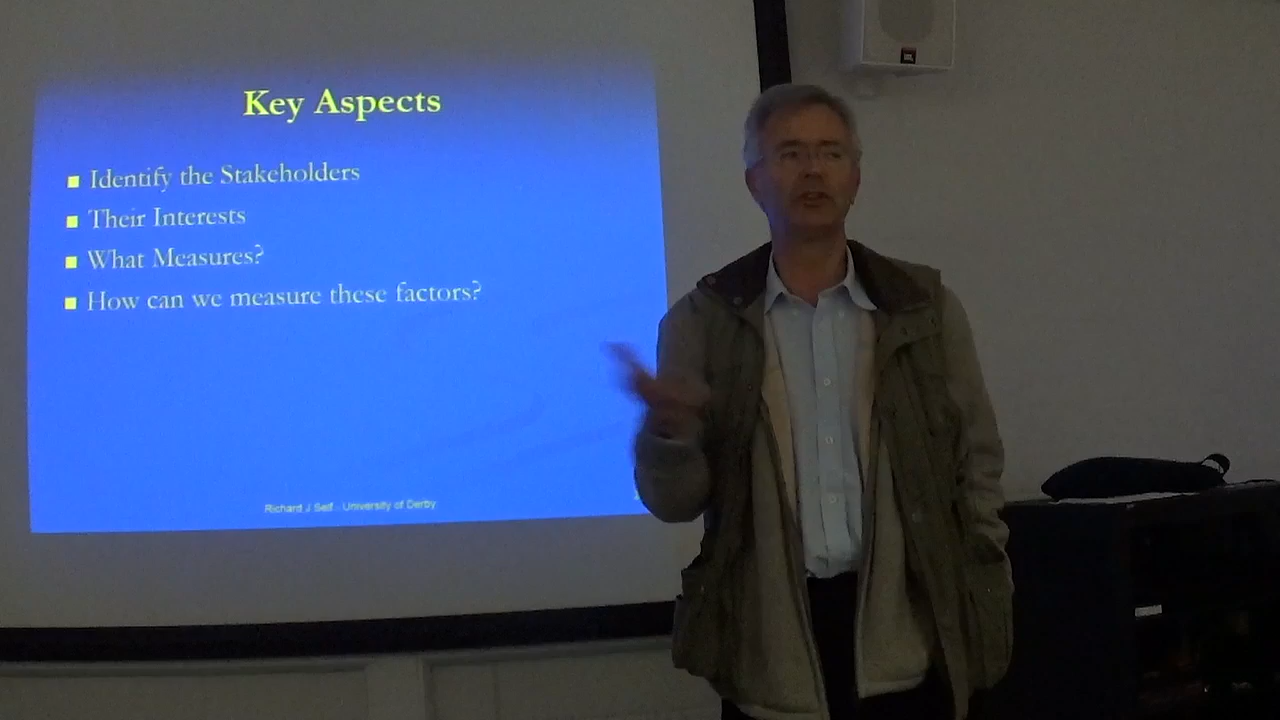 Key Aspects
Identify the Stakeholders
Their Interests
What Measures?
How can we measure these factors?
Richard J Self - University of Derby
JBL